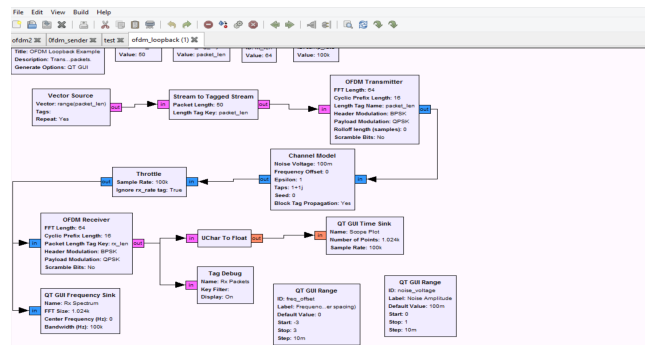 File Edit View Build Help
ofdm2 Ofdm_sender test ofdm_loopback (1)
Title: OFDM Loopback Example
Description: Trans...packets
Generate Options: QT GUI
Value: 60
Value: packet_len
Value: 64
Value: 100k
Vector Source
Vector: range(packet_len)
Tags:
Repeat: Yes
out
Stream to Tagged Stream
Packet Length: 50
Length Tag Key: packet_len
in
out
OFDM Transmitter
FFT Length: 64
Cyclic Prefix Length: 16
Length Tag Name: packet_len
Header Modulation: BPSK
Payload Modulation: QPSK
Rolloff length (samples): 0
Scramble Bits: No
in
out
Channel Model
Noise Voltage: 100m
Frequency Offset: 0
Epsilon: 1
Taps: 1+1j
Seed: 0
Block Tag Propagation: Yes
out
in
Throttle
Sample Rate: 100k
Ignore rx_rate tag: True
out
in
OFDM Receiver
FFT Length: 64
Cyclic Prefix Length: 16
Packet Length Tag Key: rx_len
Header Modulation: BPSK
Payload Modulation: QPSK
Scramble Bits: No
in
out
UChar To Float
in
out
QT GUI Time Sink
Name: Scope Plot
Number of Points: 1.024k
Sample Rate: 100k
in
Tag Debug
Name: Rx Packets
Key Filter:
Display: On
in
QT GUI Frequency Sink
Name: Rx Spectrum
FFT Size: 1.024k
Center Frequency (Hz): 0
Bandwidth (Hz): 100k
in
QT GUI Range
ID: freq_offset
Label: Frequenc...er spacing)
Default Value: 0
Start: -3
Stop: 3
Step: 10m
QT GUI Range
ID: noise_voltage
Label: Noise Amplitude
Default Value: 100m
Start: 0
Stop: 1
Step: 10m